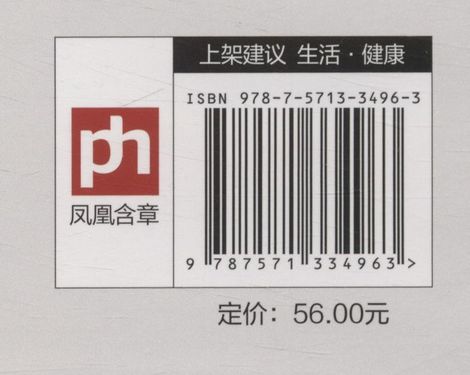 上架建议 生活·健康
ISBN 978-7-5713-3496-3
ph
凤凰含章
9 787571 334963 >
定价：56.00元